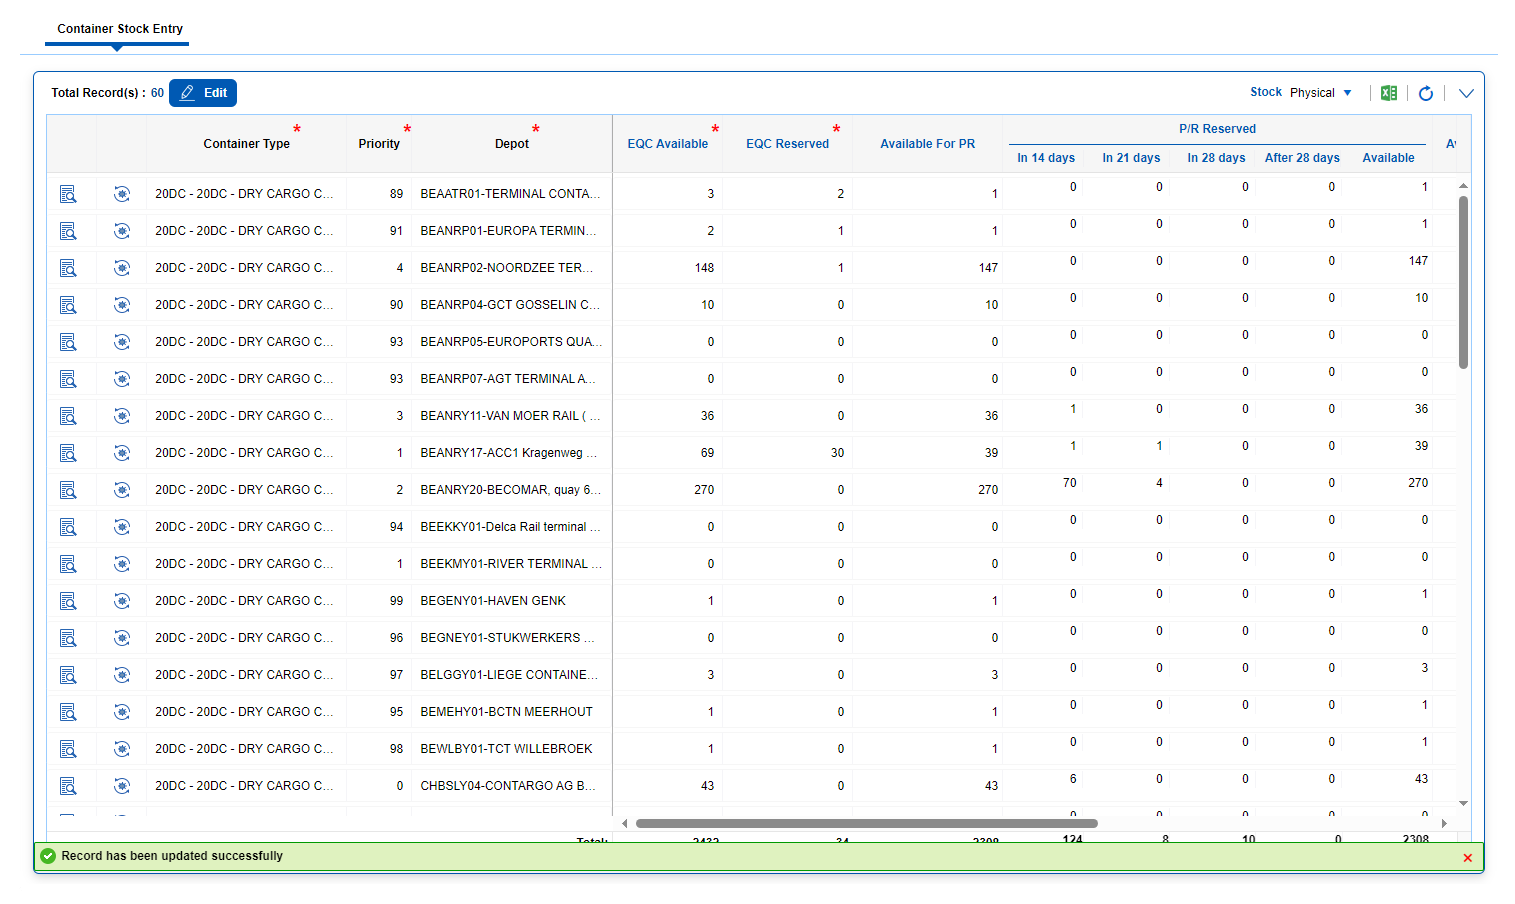 Container Stock Entry
Total Record(s) : 60 Edit Stock Physical
Container Type * Priority * Depot * EQC Available * EQC Reserved * Available For PR P/R Reserved
In 14 days In 21 days In 28 days After 28 days Available
20DC - 20DC - DRY CARGO C... 89 BEAATR01-TERMINAL CONTA... 3 2 1 0 0 0 0 1
20DC - 20DC - DRY CARGO C... 91 BEANRP01-EUROPA TERMIN... 2 1 1 0 0 0 0 1
20DC - 20DC - DRY CARGO C... 4 BEANRP02-NOORDZEE TER... 148 1 147 0 0 0 0 147
20DC - 20DC - DRY CARGO C... 90 BEANRP04-GCT GOSSELIN C... 10 0 10 0 0 0 0 10
20DC - 20DC - DRY CARGO C... 93 BEANRP05-EUROPORTS QUA... 0 0 0 0 0 0 0 0
20DC - 20DC - DRY CARGO C... 93 BEANRP07-AGT TERMINAL A... 0 0 0 0 0 0 0 0
20DC - 20DC - DRY CARGO C... 3 BEANRY11-VAN MOER RAIL ( ... 36 0 36 1 0 0 0 36
20DC - 20DC - DRY CARGO C... 1 BEANRY17-ACC1 Kragenweg ... 69 30 39 1 1 0 0 39
20DC - 20DC - DRY CARGO C... 2 BEANRY20-BECOMAR, quay 6... 270 0 270 70 4 0 0 270
20DC - 20DC - DRY CARGO C... 94 BEEKKY01-Delca Rail terminal ... 0 0 0 0 0 0 0 0
20DC - 20DC - DRY CARGO C... 1 BEEKMY01-RIVER TERMINAL ... 0 0 0 0 0 0 0 0
20DC - 20DC - DRY CARGO C... 99 BEGENY01-HAVEN GENK 1 0 1 0 0 0 0 1
20DC - 20DC - DRY CARGO C... 96 BEGNEY01-STUKWERKERS ... 0 0 0 0 0 0 0 0
20DC - 20DC - DRY CARGO C... 97 BELGGY01-LIEGE CONTAINE... 3 0 3 0 0 0 0 3
20DC - 20DC - DRY CARGO C... 95 BEMEHY01-BCTN MEERHOUT 1 0 1 0 0 0 0 1
20DC - 20DC - DRY CARGO C... 98 BEWLBY01-TCT WILLEBROEK 1 0 1 0 0 0 0 1
20DC - 20DC - DRY CARGO C... 0 CHBSLY04-CONTARGO AG B... 43 0 43 6 0 0 0 43
Total: 2432 34 2398 124 8 10 0 2308
Record has been updated successfully